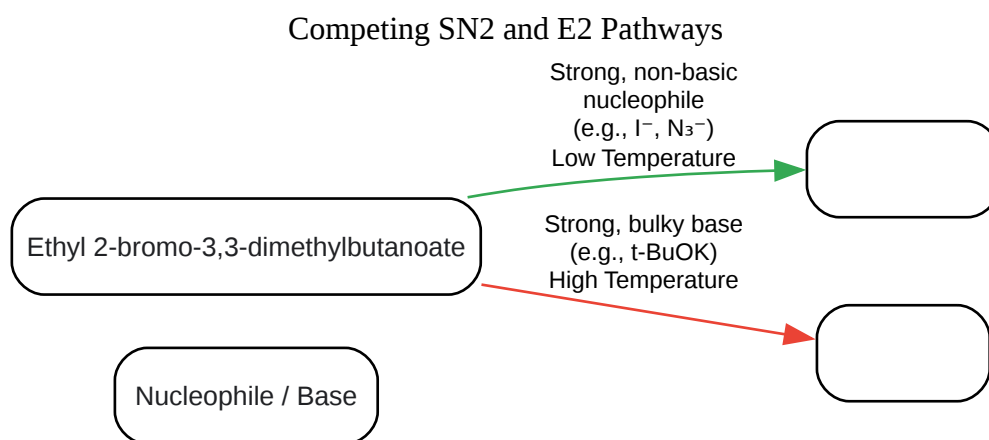 Competing SN2 and E2 Pathways
Strong, non-basic
nucleophile
(e.g., I⁻, N₃⁻)
Low Temperature
Strong, bulky base
(e.g., t-BuOK)
High Temperature
Ethyl 2-bromo-3,3-dimethylbutanoate
Nucleophile / Base